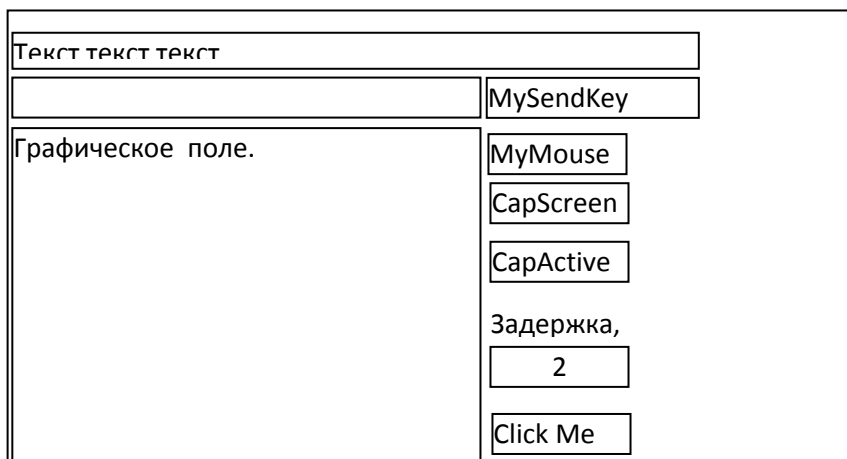 Текст текст текст
MySendKey
Графическое поле.
MyMouse
CapScreen
CapActive
Задержка,
2
Click Me